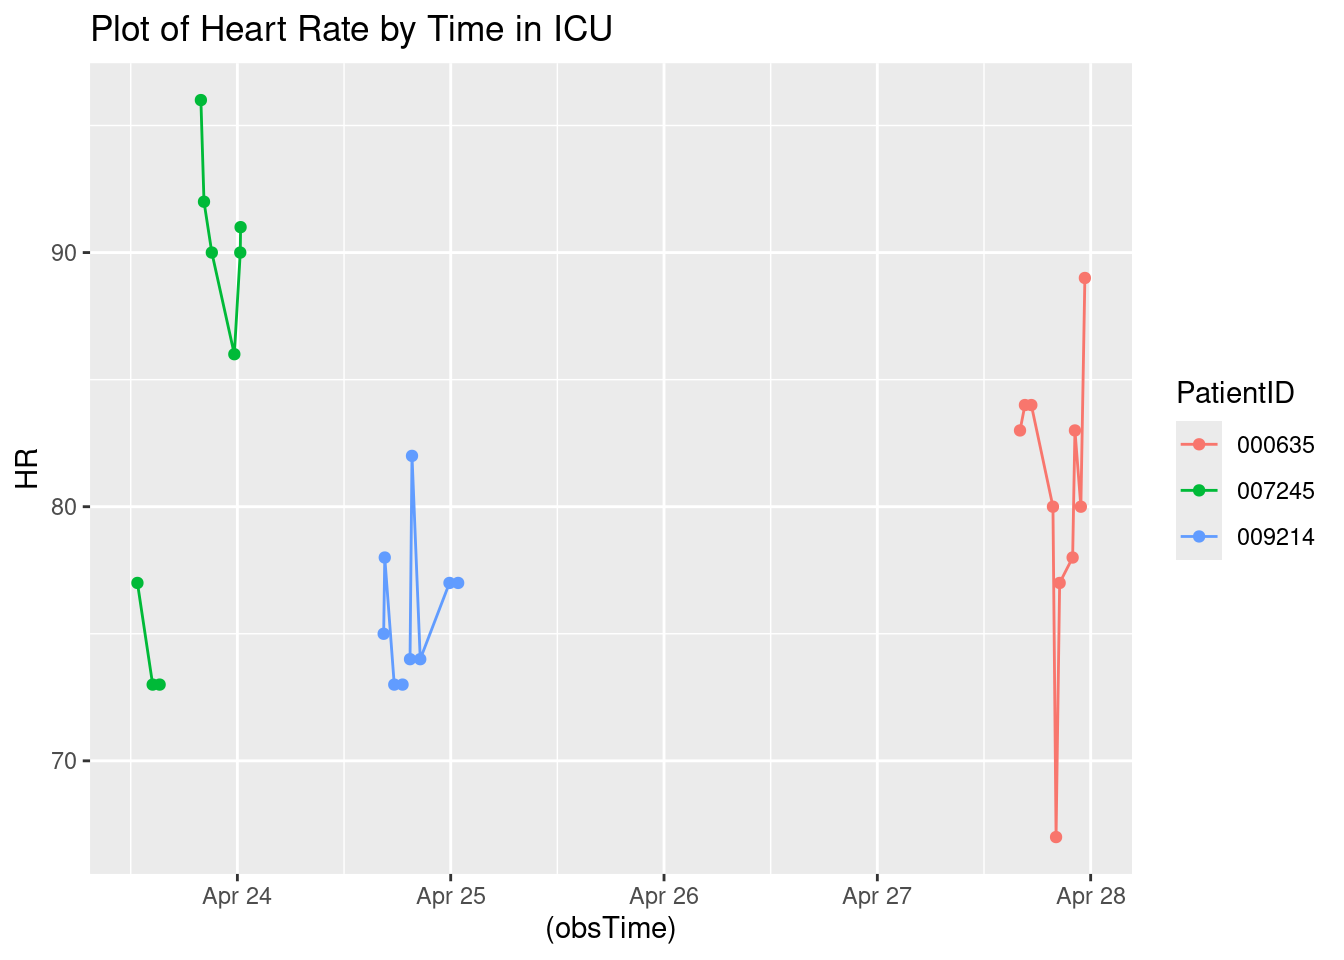 Plot of Heart Rate by Time in ICU
HR
90
80
70
Apr 24
Apr 25
Apr 26
Apr 27
Apr 28
(obsTime)
PatientID
000635
007245
009214